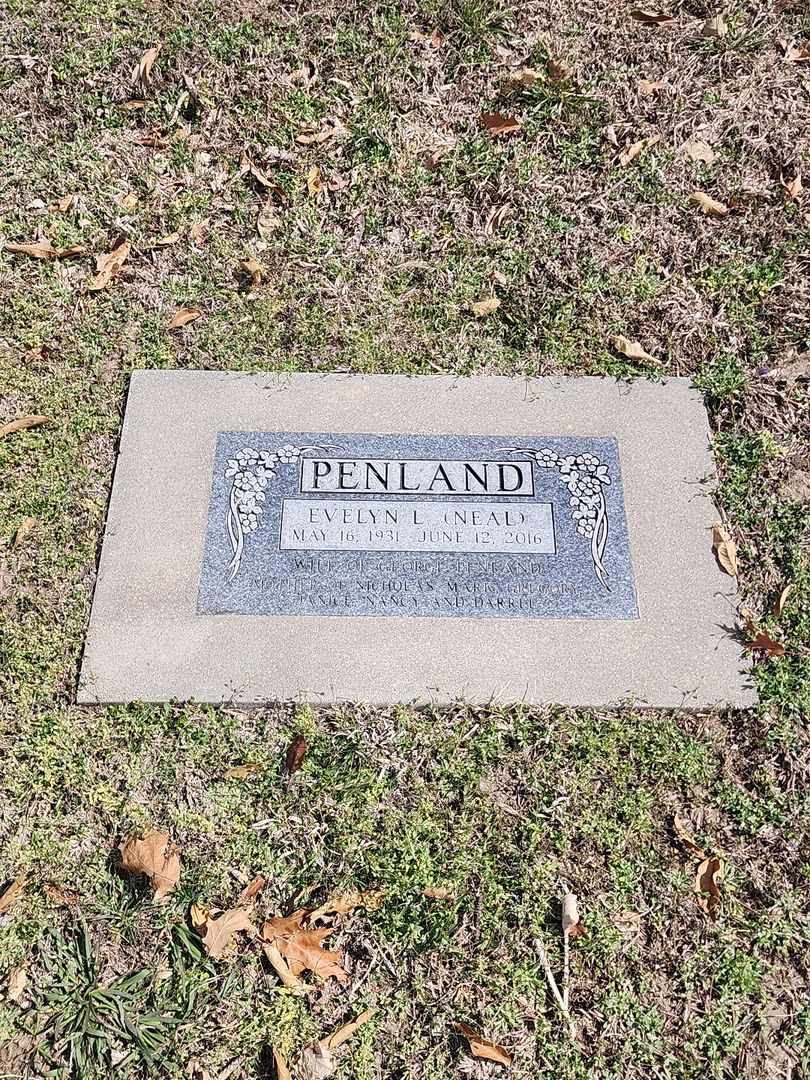 PENLAND
EVELYN L. (NEAL)
MAY 16, 1931 - JUNE 12, 2016
WIFE OF GEORGE PENLAND
MOTHER OF NICHOLAS, MARK, GREGORY,
JANICE, NANCY AND DARREL